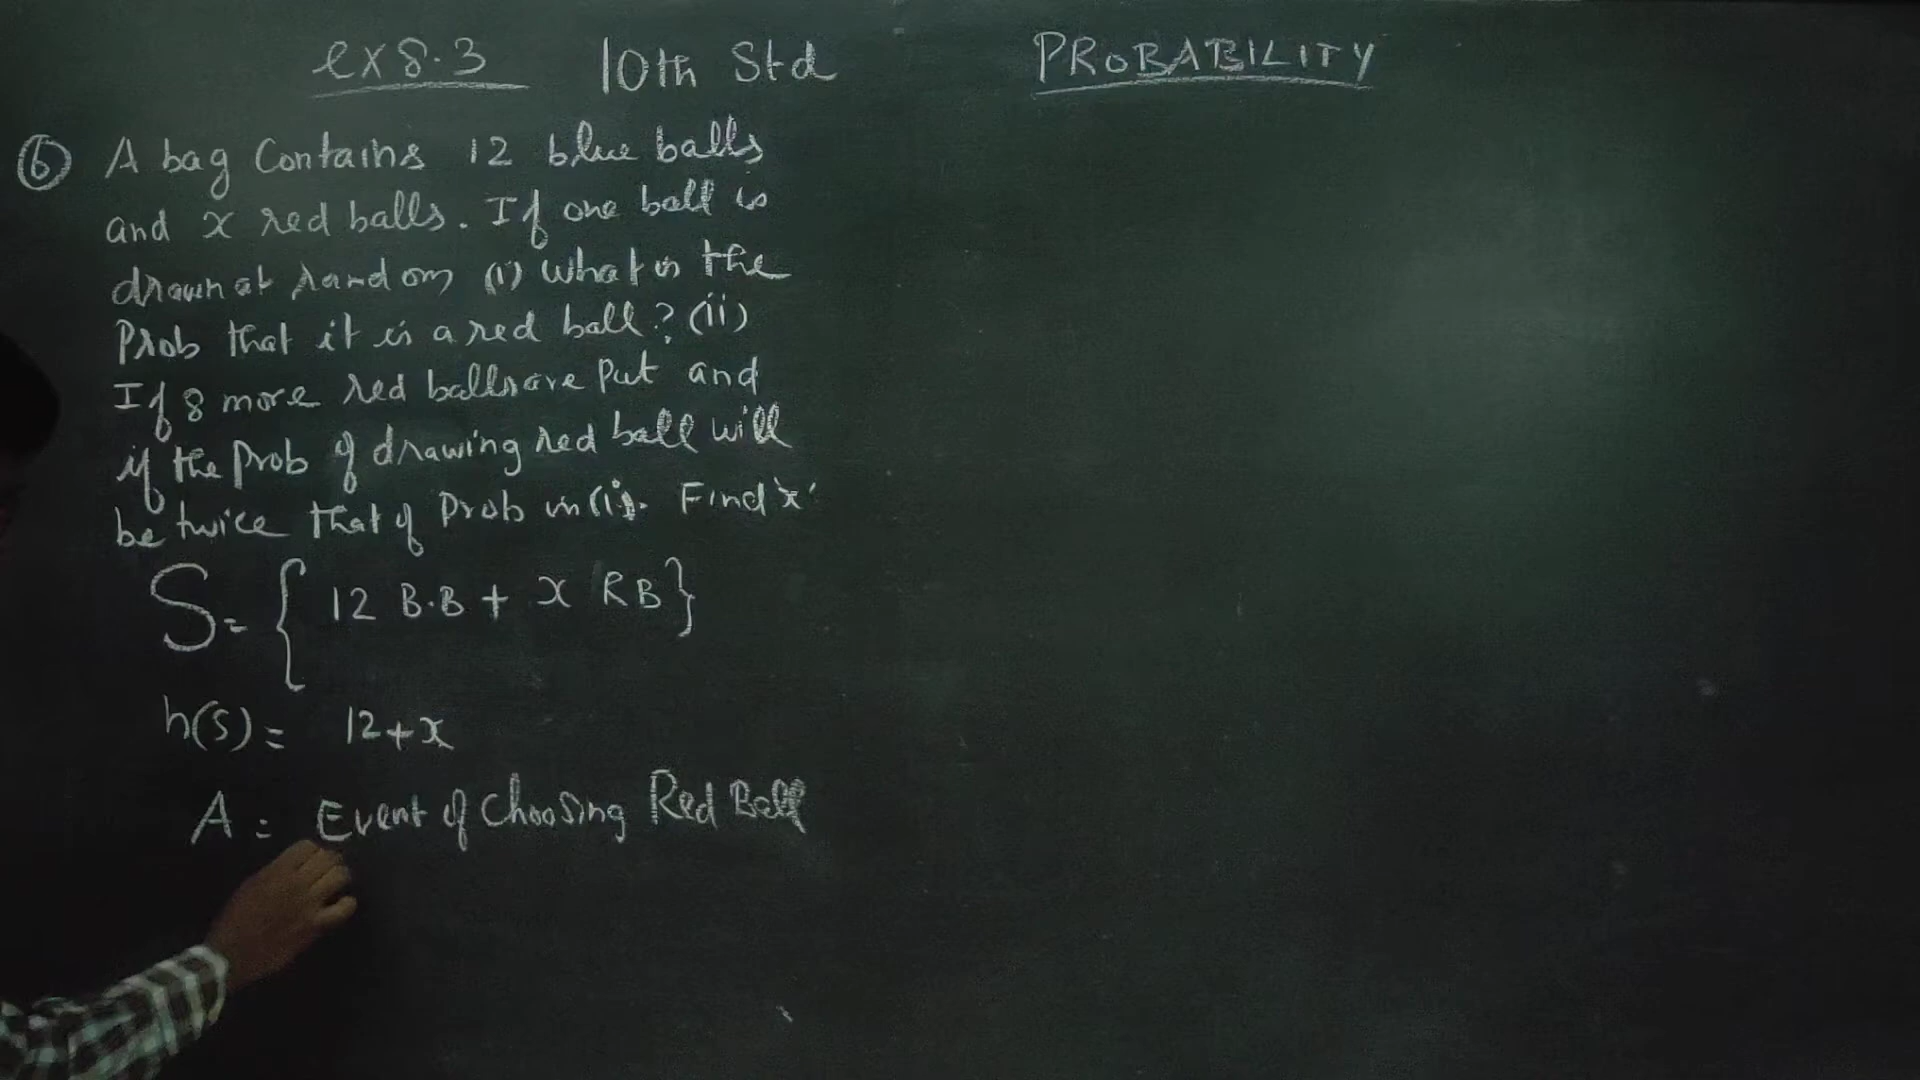 ex 8.3 10th Std PROBABILITY
6 A bag Contains 12 blue balls
and x red balls. If one ball is
drawn at random (i) What is the
Prob that it is a red ball? (ii)
If 8 more red balls are put and
if the prob of drawing red ball will
be twice that of Prob in (i). Find 'x'
S = { 12 B.B + x RB}
n(S) = 12+x
A = Event of Choosing Red Ball